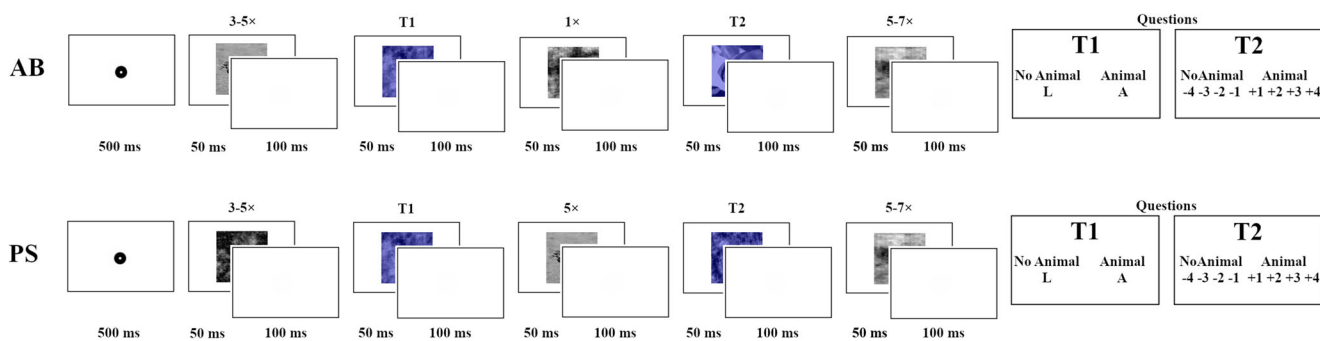 3-5× T1 1× T2 5-7× Questions
AB
T1 T2
No Animal Animal NoAnimal Animal
L A -4 -3 -2 -1 +1 +2 +3 +4
500 ms 50 ms 100 ms 50 ms 100 ms 50 ms 100 ms 50 ms 100 ms 50 ms 100 ms
3-5× T1 5× T2 5-7× Questions
T1 T2
PS
No Animal Animal NoAnimal Animal
L A -4 -3 -2 -1 +1 +2 +3 +4
500 ms 50 ms 100 ms 50 ms 100 ms 50 ms 100 ms 50 ms 100 ms 50 ms 100 ms